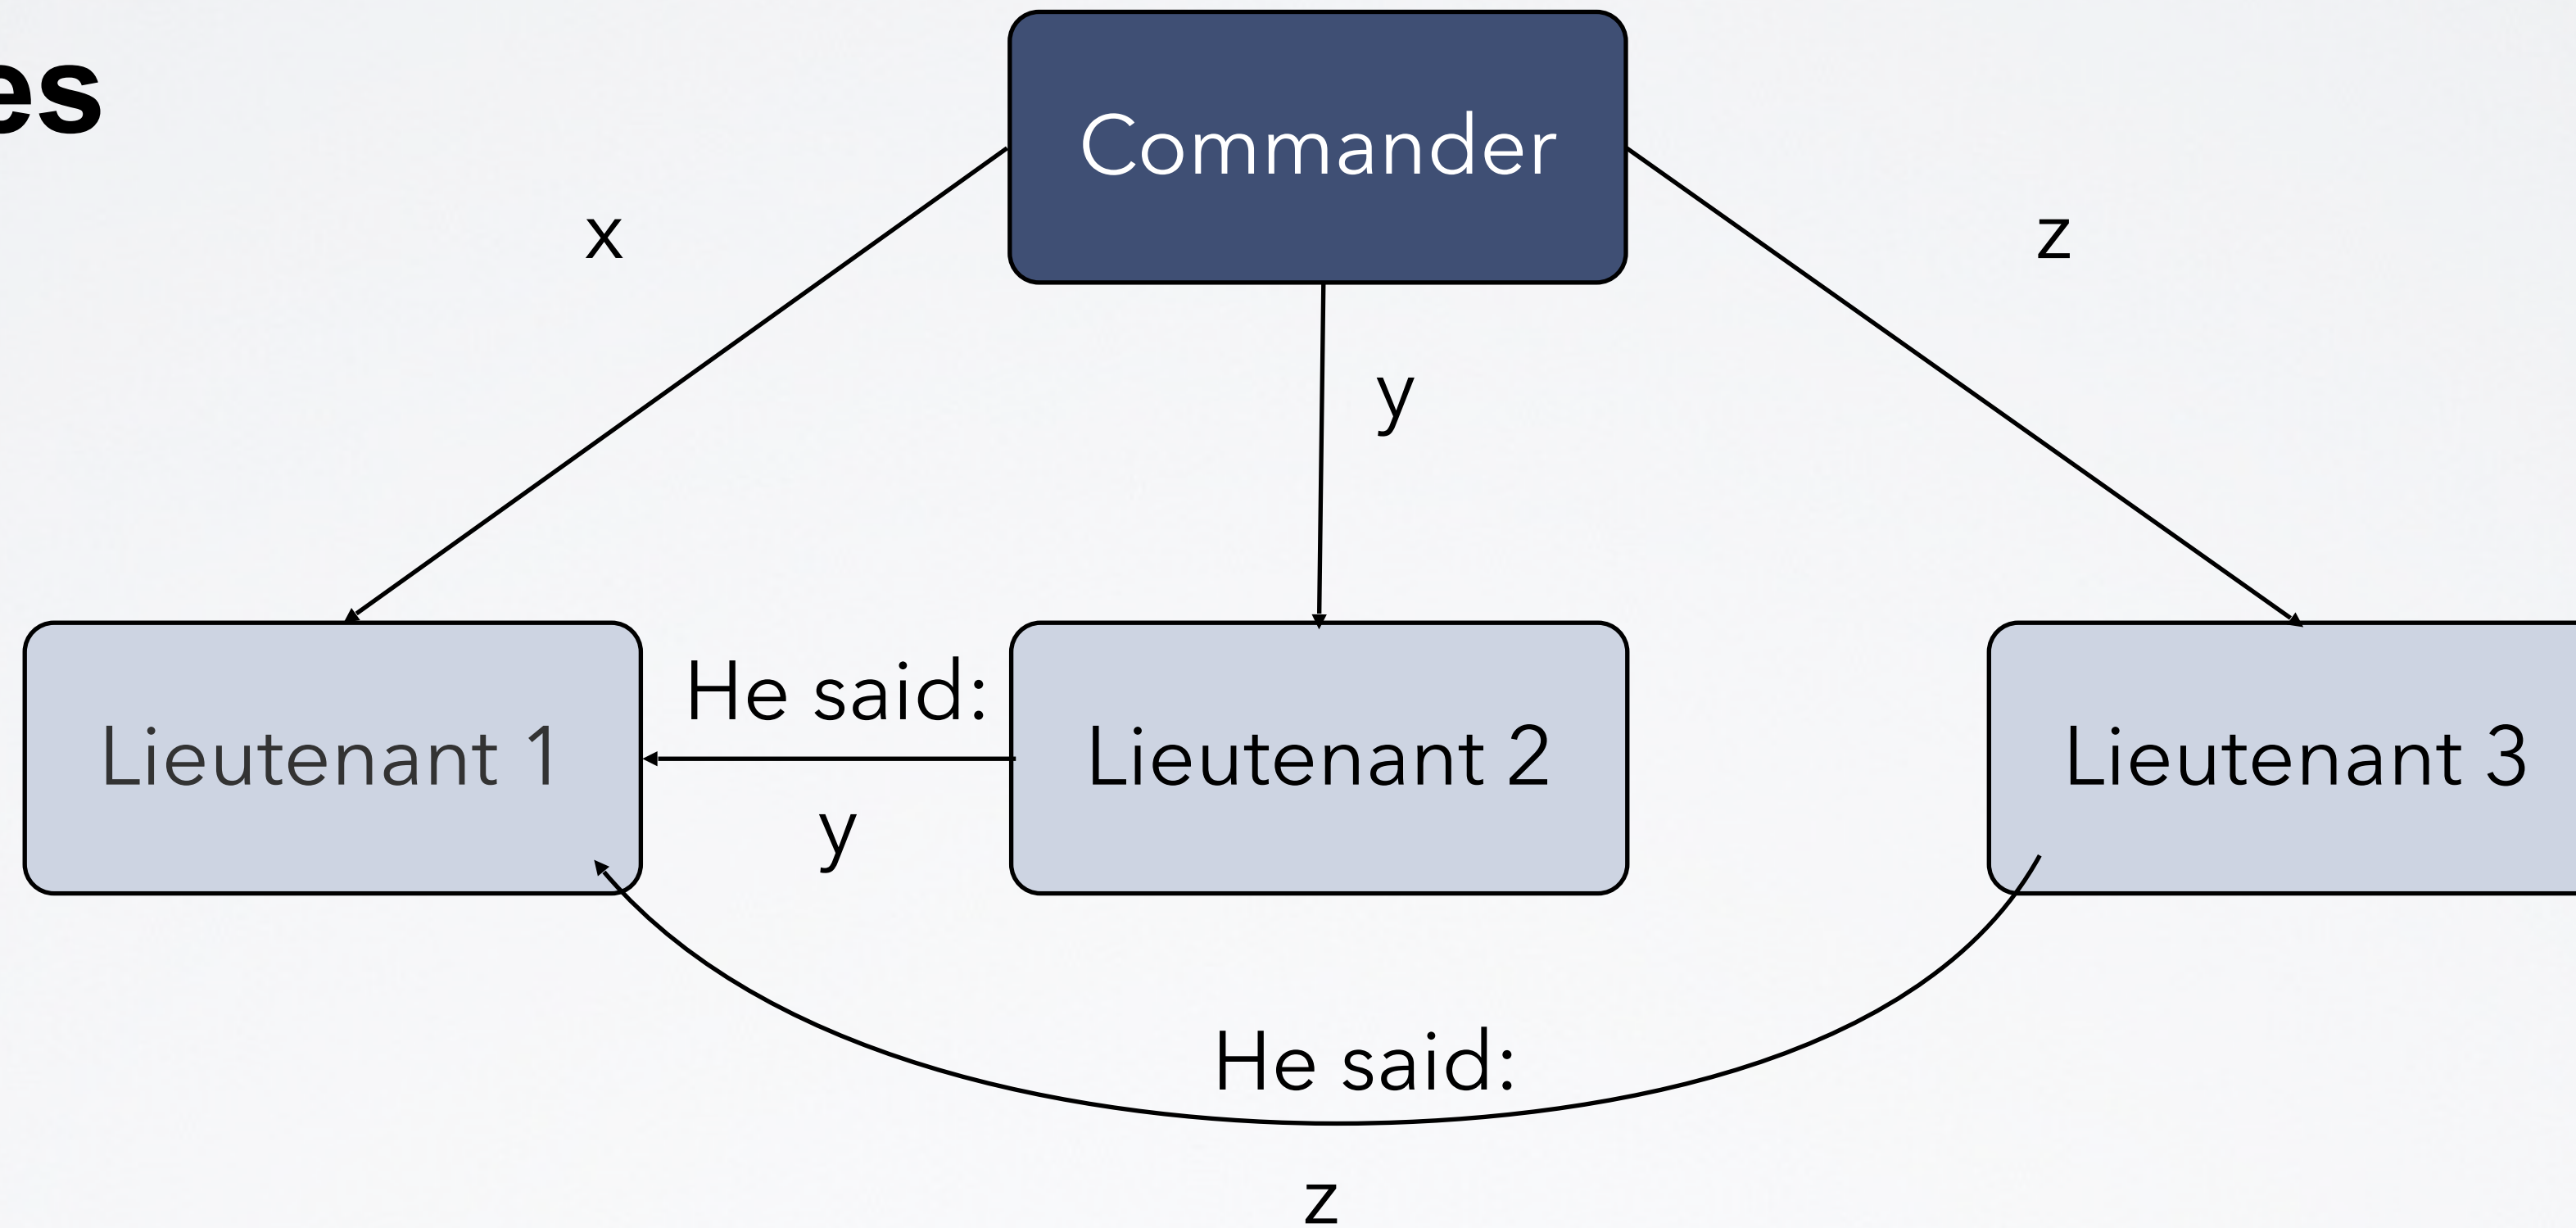 es
Commander
x
z
y
He said:
Lieutenant 1
Lieutenant 2
Lieutenant 3
y
He said:
z